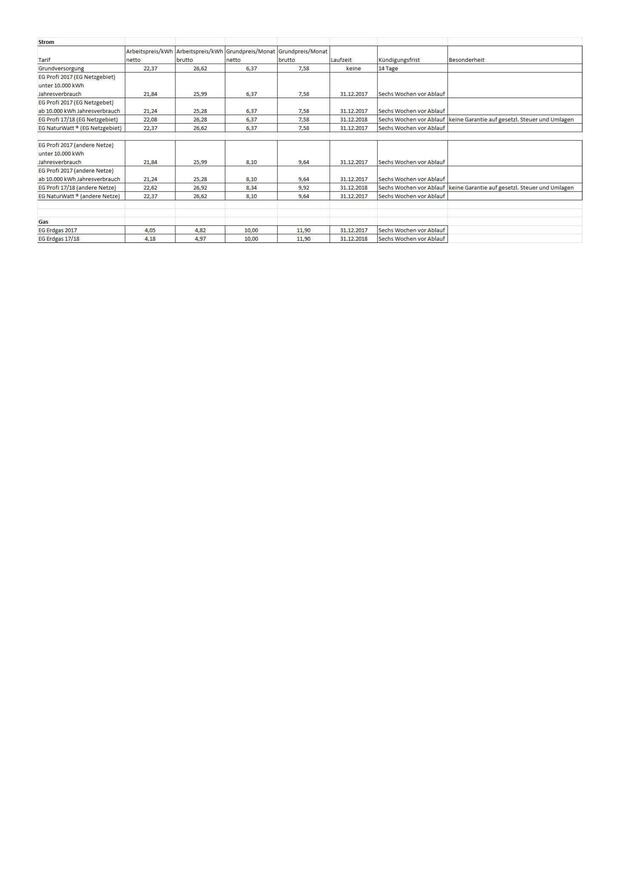 Strom
Arbeitspreis/kWh Arbeitspreis/kWh Grundpreis/Monat Grundpreis/Monat
Tarif netto brutto netto brutto Laufzeit Kündigungsfrist Besonderheit
Grundversorgung 22,37 26,62 6,37 7,58 keine 14 Tage
EG Profi 2017 (EG Netzgebiet)
unter 10.000 kWh
Jahresverbrauch 21,84 25,99 6,37 7,58 31.12.2017 Sechs Wochen vor Ablauf
EG Profi 2017 (EG Netzgebet)
ab 10.000 kWh Jahresverbrauch 21,24 25,28 6,37 7,58 31.12.2017 Sechs Wochen vor Ablauf
EG Profi 17/18 (EG Netzgebiet) 22,08 26,28 6,37 7,58 31.12.2018 Sechs Wochen vor Ablauf keine Garantie auf gesetzl. Steuer und Umlagen
EG NaturWatt ® (EG Netzgebiet) 22,37 26,62 6,37 7,58 31.12.2017 Sechs Wochen vor Ablauf
EG Profi 2017 (andere Netze)
unter 10.000 kWh
Jahresverbrauch 21,84 25,99 8,10 9,64 31.12.2017 Sechs Wochen vor Ablauf
EG Profi 2017 (andere Netze)
ab 10.000 kWh Jahresverbrauch 21,24 25,28 8,10 9,64 31.12.2017 Sechs Wochen vor Ablauf
EG Profi 17/18 (andere Netze) 22,62 26,92 8,34 9,92 31.12.2018 Sechs Wochen vor Ablauf keine Garantie auf gesetzl. Steuer und Umlagen
EG NaturWatt ® (andere Netze) 22,37 26,62 8,10 9,64 31.12.2017 Sechs Wochen vor Ablauf
Gas
EG Erdgas 2017 4,05 4,82 10,00 11,90 31.12.2017 Sechs Wochen vor Ablauf
EG Erdgas 17/18 4,18 4,97 10,00 11,90 31.12.2018 Sechs Wochen vor Ablauf